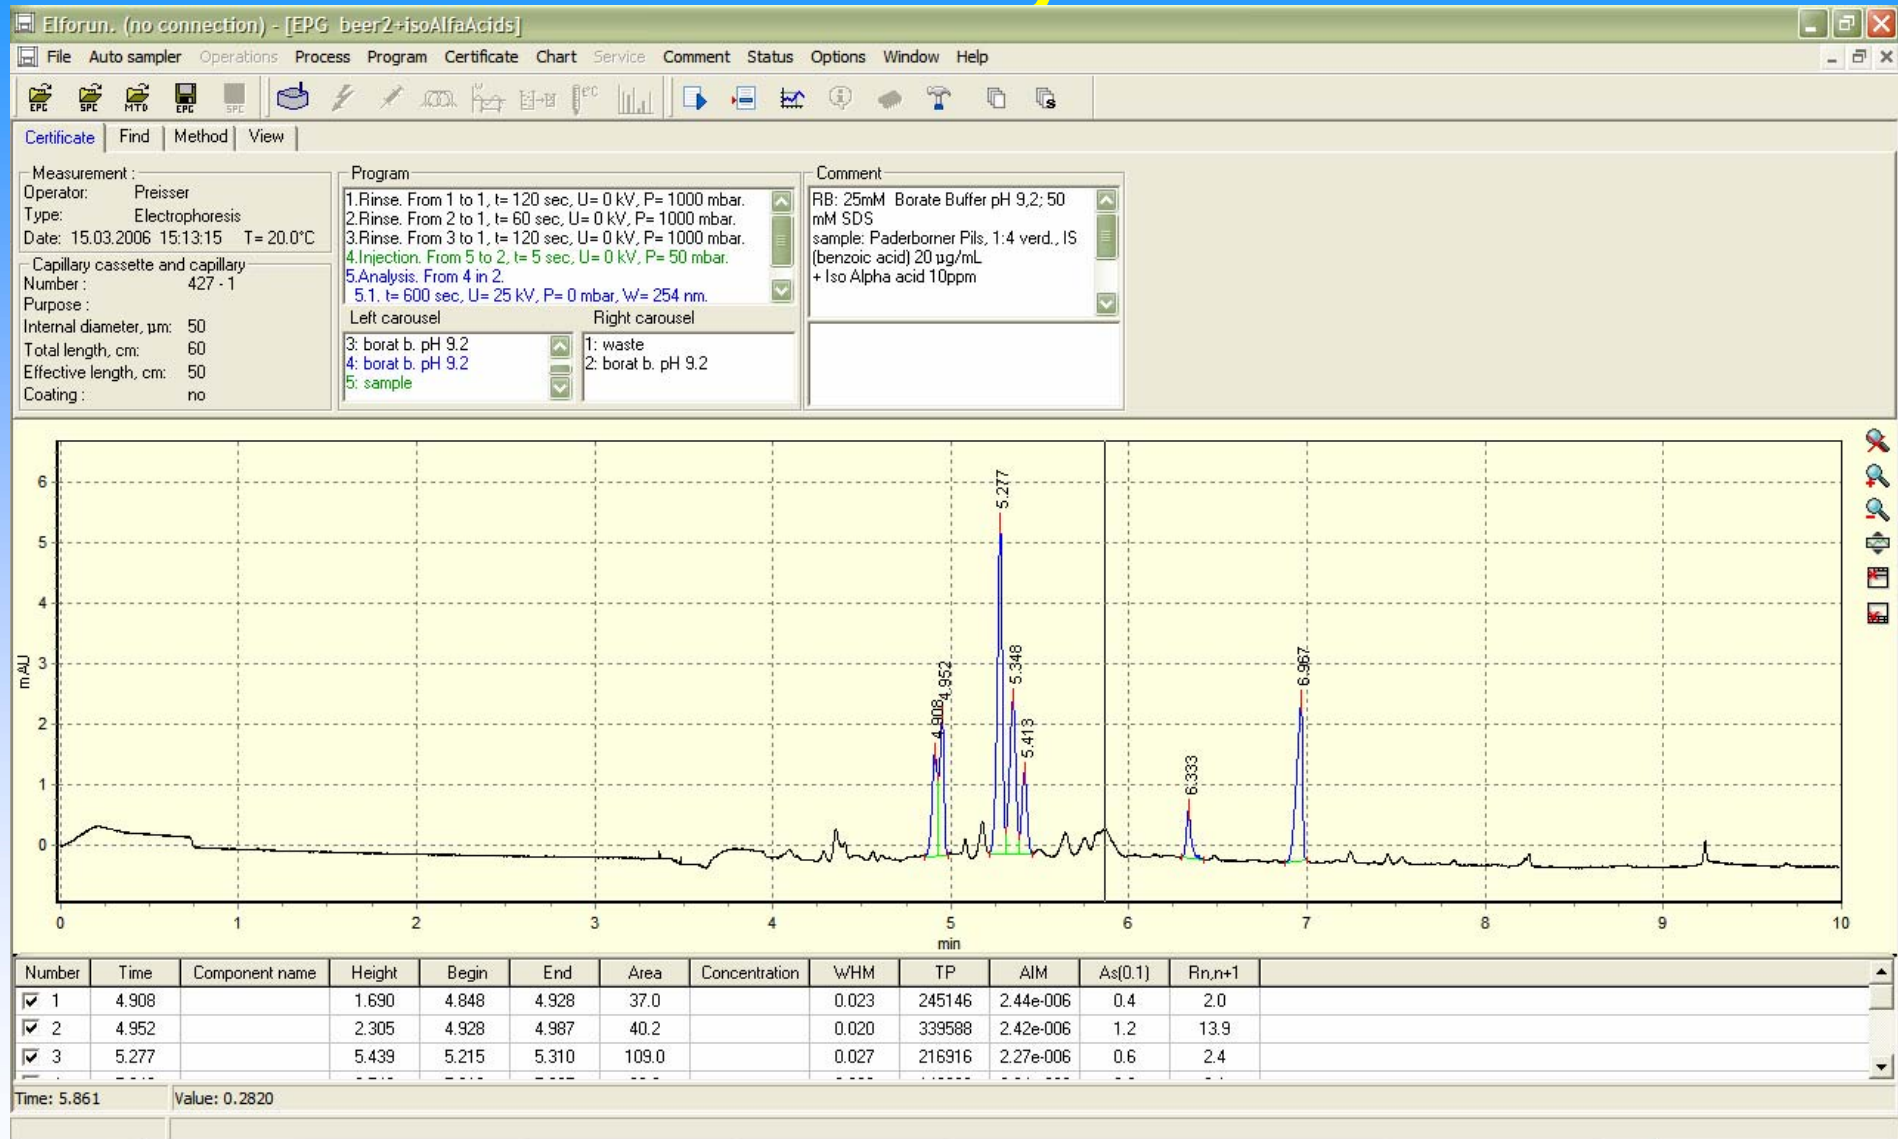 Elforun. (no connection) - [EPG beer2+isoAlfaAcids]
File Auto sampler Operations Process Program Certificate Chart Service Comment Status Options Window Help
EPG SPC MTD EPG SPC
Certificate Find Method View
Measurement :
Operator: Preisser
Type: Electrophoresis
Date: 15.03.2006 15:13:15 T= 20.0°C
Capillary cassette and capillary
Number : 427 - 1
Purpose :
Internal diameter, µm: 50
Total length, cm: 60
Effective length, cm: 50
Coating : no
Program
1.Rinse. From 1 to 1, t= 120 sec, U= 0 kV, P= 1000 mbar.
2.Rinse. From 2 to 1, t= 60 sec, U= 0 kV, P= 1000 mbar.
3.Rinse. From 3 to 1, t= 120 sec, U= 0 kV, P= 1000 mbar.
4.Injection. From 5 to 2, t= 5 sec, U= 0 kV, P= 50 mbar.
5.Analysis. From 4 in 2.
5.1. t= 600 sec, U= 25 kV, P= 0 mbar, W= 254 nm.
Left carousel
3: borat b. pH 9.2
4: borat b. pH 9.2
5: sample
Right carousel
1: waste
2: borat b. pH 9.2
Comment
RB: 25mM Borate Buffer pH 9,2; 50
mM SDS
sample: Paderborner Pils, 1:4 verd., IS
(benzoic acid) 20 µg/mL
+ Iso Alpha acid 10ppm
mAU
6
5
4
3
2
1
0
4.908
4.952
5.277
5.348
5.413
6.333
6.967
0 1 2 3 4 5 6 7 8 9 10
min
Number Time Component name Height Begin End Area Concentration WHM TP AIM As(0.1) Rn,n+1
1 4.908 1.690 4.848 4.928 37.0 0.023 245146 2.44e-006 0.4 2.0
2 4.952 2.305 4.928 4.987 40.2 0.020 339588 2.42e-006 1.2 13.9
3 5.277 5.439 5.215 5.310 109.0 0.027 216916 2.27e-006 0.6 2.4
Time: 5.861 Value: 0.2820